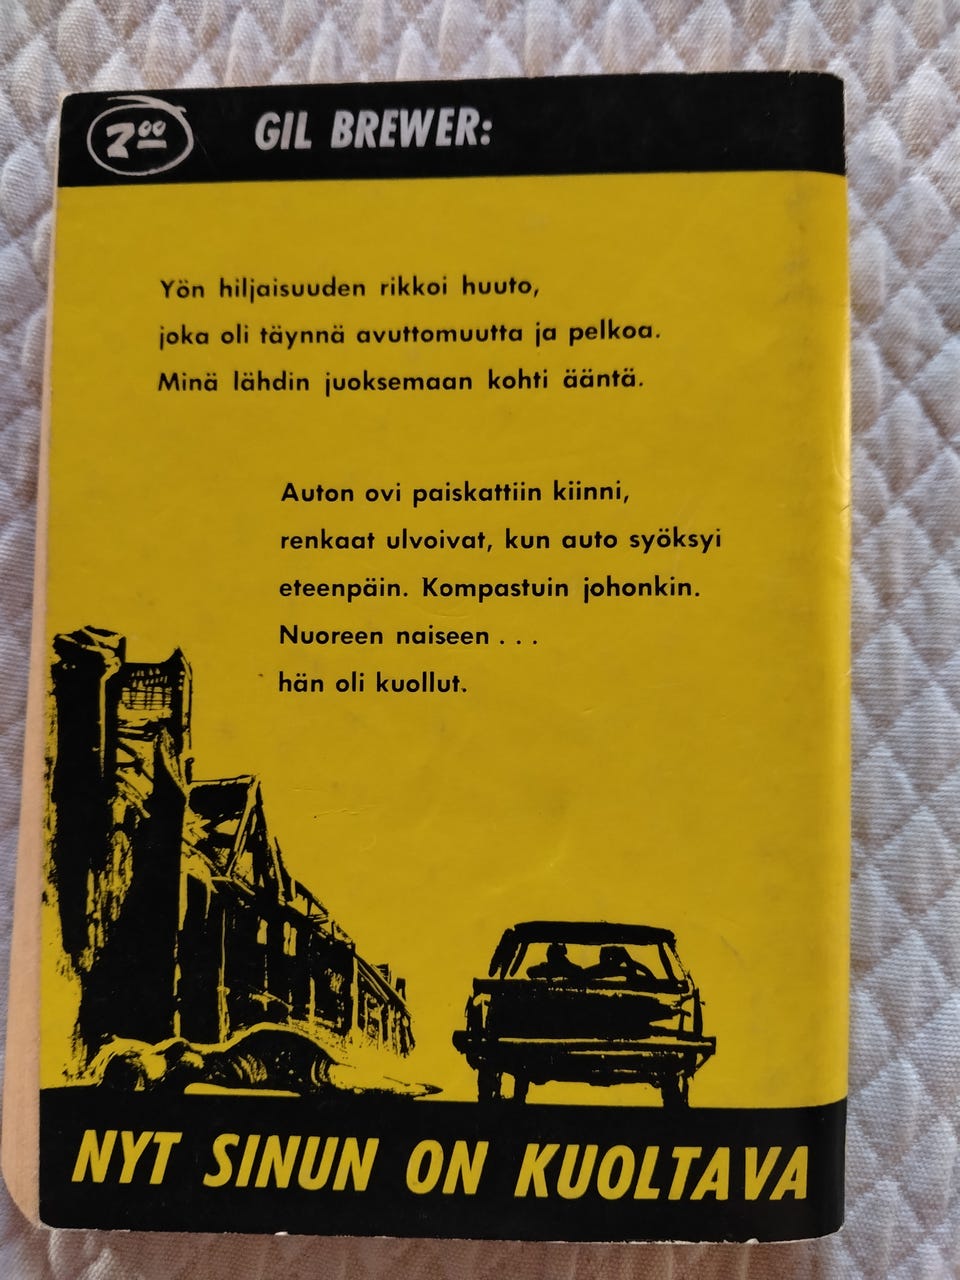 7.00
GIL BREWER:
Yön hiljaisuuden rikkoi huuto,
joka oli täynnä avuttomuutta ja pelkoa.
Minä lähdin juoksemaan kohti ääntä.
Auton ovi paiskattiin kiinni,
renkaat ulvoivat, kun auto syöksyi
eteenpäin. Kompastuin johonkin.
Nuoreen naiseen . . .
hän oli kuollut.
NYT SINUN ON KUOLTAVA